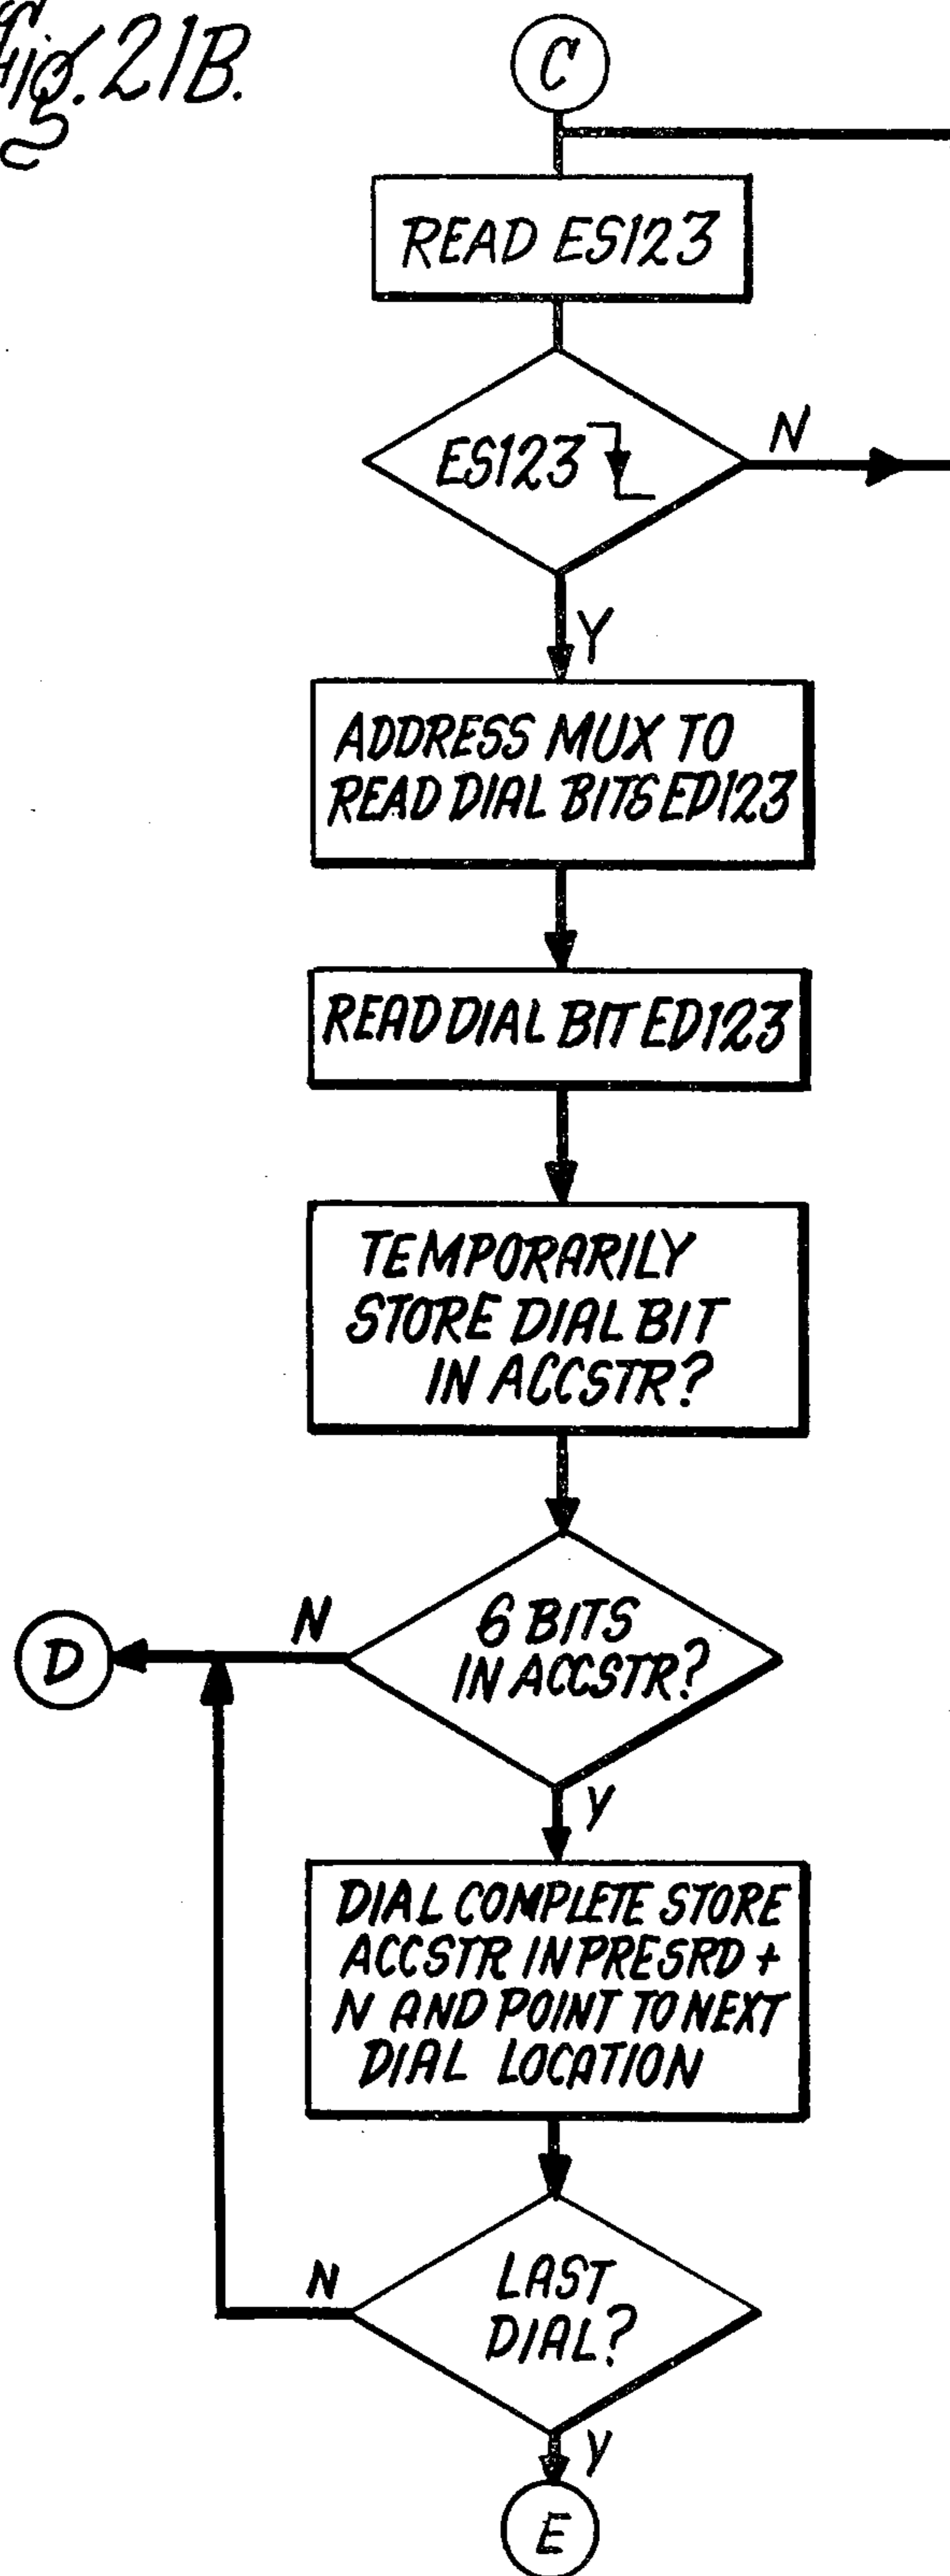 Fig. 21B.
C
READ ES123
ES123
N
Y
ADDRESS MUX TO
READ DIAL BITS ED123
READ DIAL BIT ED123
TEMPORARILY
STORE DIAL BIT
IN ACCSTR?
6 BITS
IN ACCSTR?
N
D
Y
DIAL COMPLETE STORE
ACCSTR IN PRESRD +
N AND POINT TO NEXT
DIAL LOCATION
LAST
DIAL?
N
Y
E